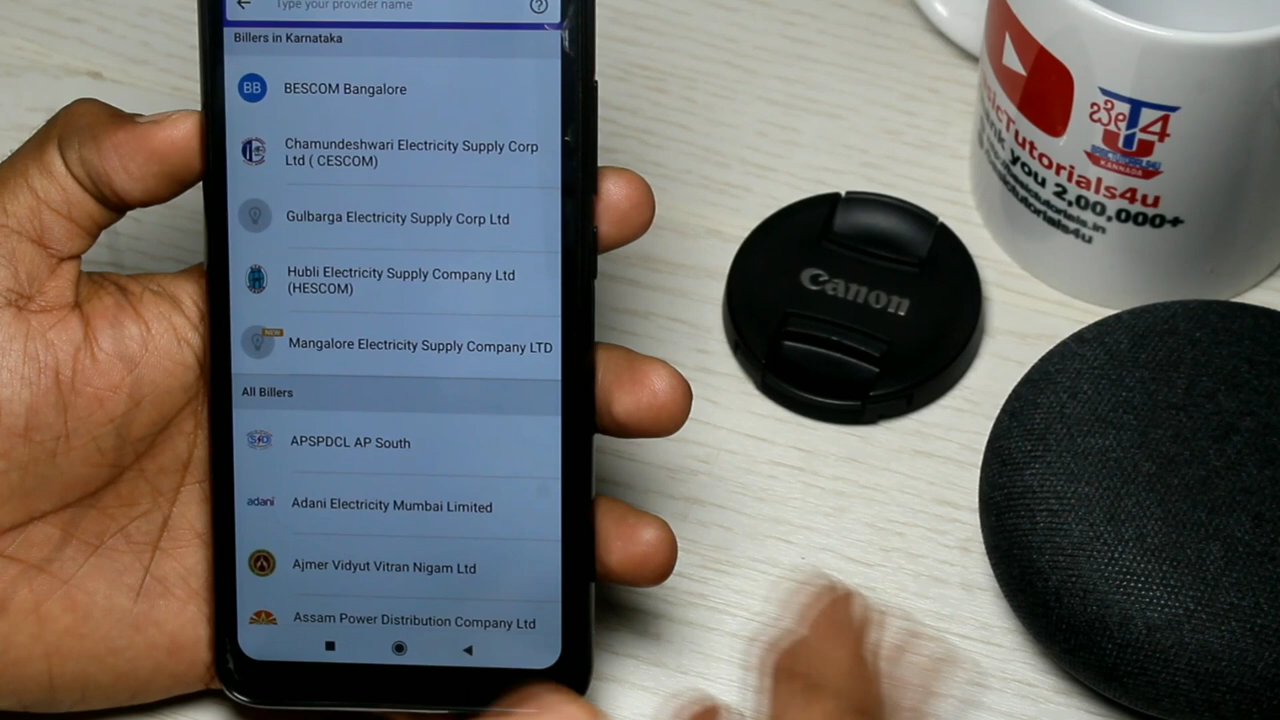 Type your provider name
Billers in Karnataka
BB
BESCOM Bangalore
Chamundeshwari Electricity Supply Corp
Ltd ( CESCOM)
Gulbarga Electricity Supply Corp Ltd
Hubli Electricity Supply Company Ltd
(HESCOM)
NEW
Mangalore Electricity Supply Company LTD
All Billers
APSPDCL AP South
adani
Adani Electricity Mumbai Limited
Ajmer Vidyut Vitran Nigam Ltd
Assam Power Distribution Company Ltd
Canon
ಬೇ T4
KANNADA
sicTutorials4u
you 2,00,000+